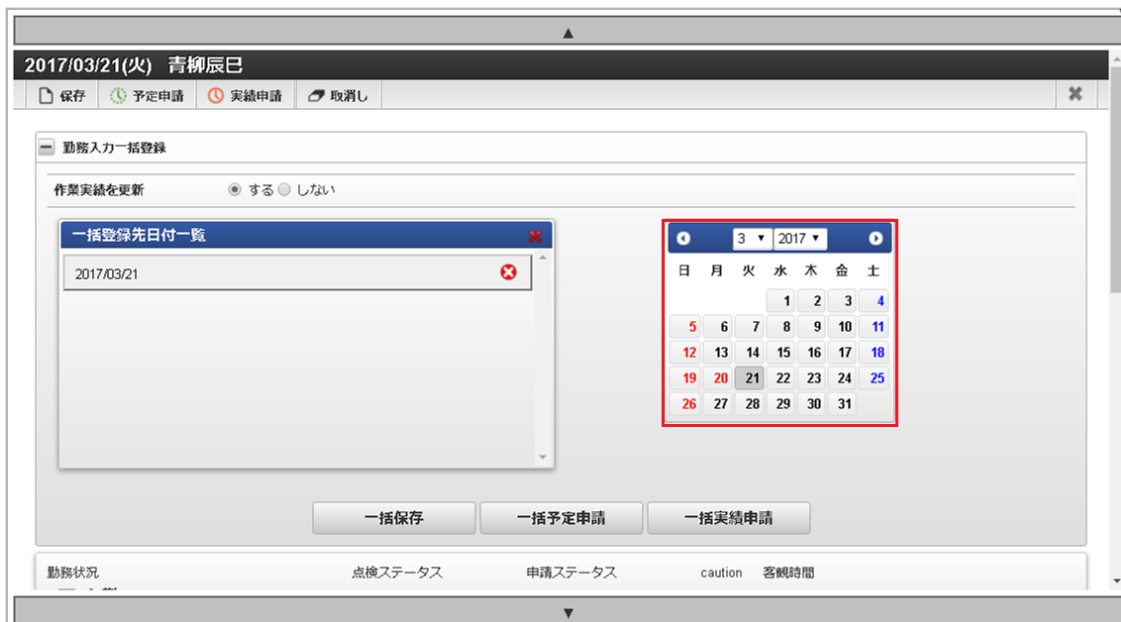 ▲
2017/03/21(火) 青柳辰巳
保存 予定申請 実績申請 取消し
勤務入力一括登録
作業実績を更新 する しない
一括登録先日付一覧
2017/03/21
3 2017
日 月 火 水 木 金 土
1 2 3 4
5 6 7 8 9 10 11
12 13 14 15 16 17 18
19 20 21 22 23 24 25
26 27 28 29 30 31
一括保存 一括予定申請 一括実績申請
勤務状況 点検ステータス 申請ステータス caution 客観時間
▼